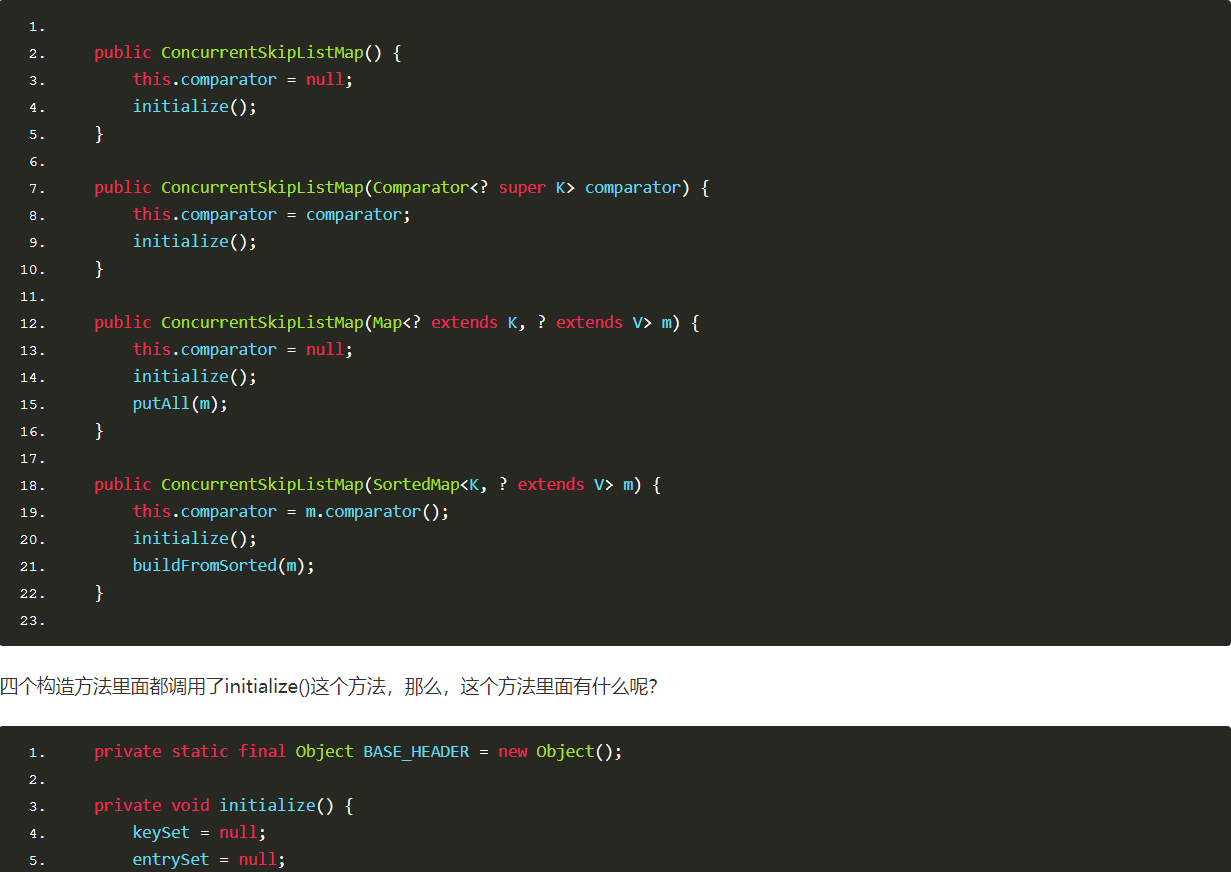 1.
2.     public ConcurrentSkipListMap() {
3.         this.comparator = null;
4.         initialize();
5.     }
6.
7.     public ConcurrentSkipListMap(Comparator<? super K> comparator) {
8.         this.comparator = comparator;
9.         initialize();
10.     }
11.
12.     public ConcurrentSkipListMap(Map<? extends K, ? extends V> m) {
13.         this.comparator = null;
14.         initialize();
15.         putAll(m);
16.     }
17.
18.     public ConcurrentSkipListMap(SortedMap<K, ? extends V> m) {
19.         this.comparator = m.comparator();
20.         initialize();
21.         buildFromSorted(m);
22.     }
23.
四个构造方法里面都调用了initialize()这个方法，那么，这个方法里面有什么呢?
1.     private static final Object BASE_HEADER = new Object();
2.
3.     private void initialize() {
4.         keySet = null;
5.         entrySet = null;